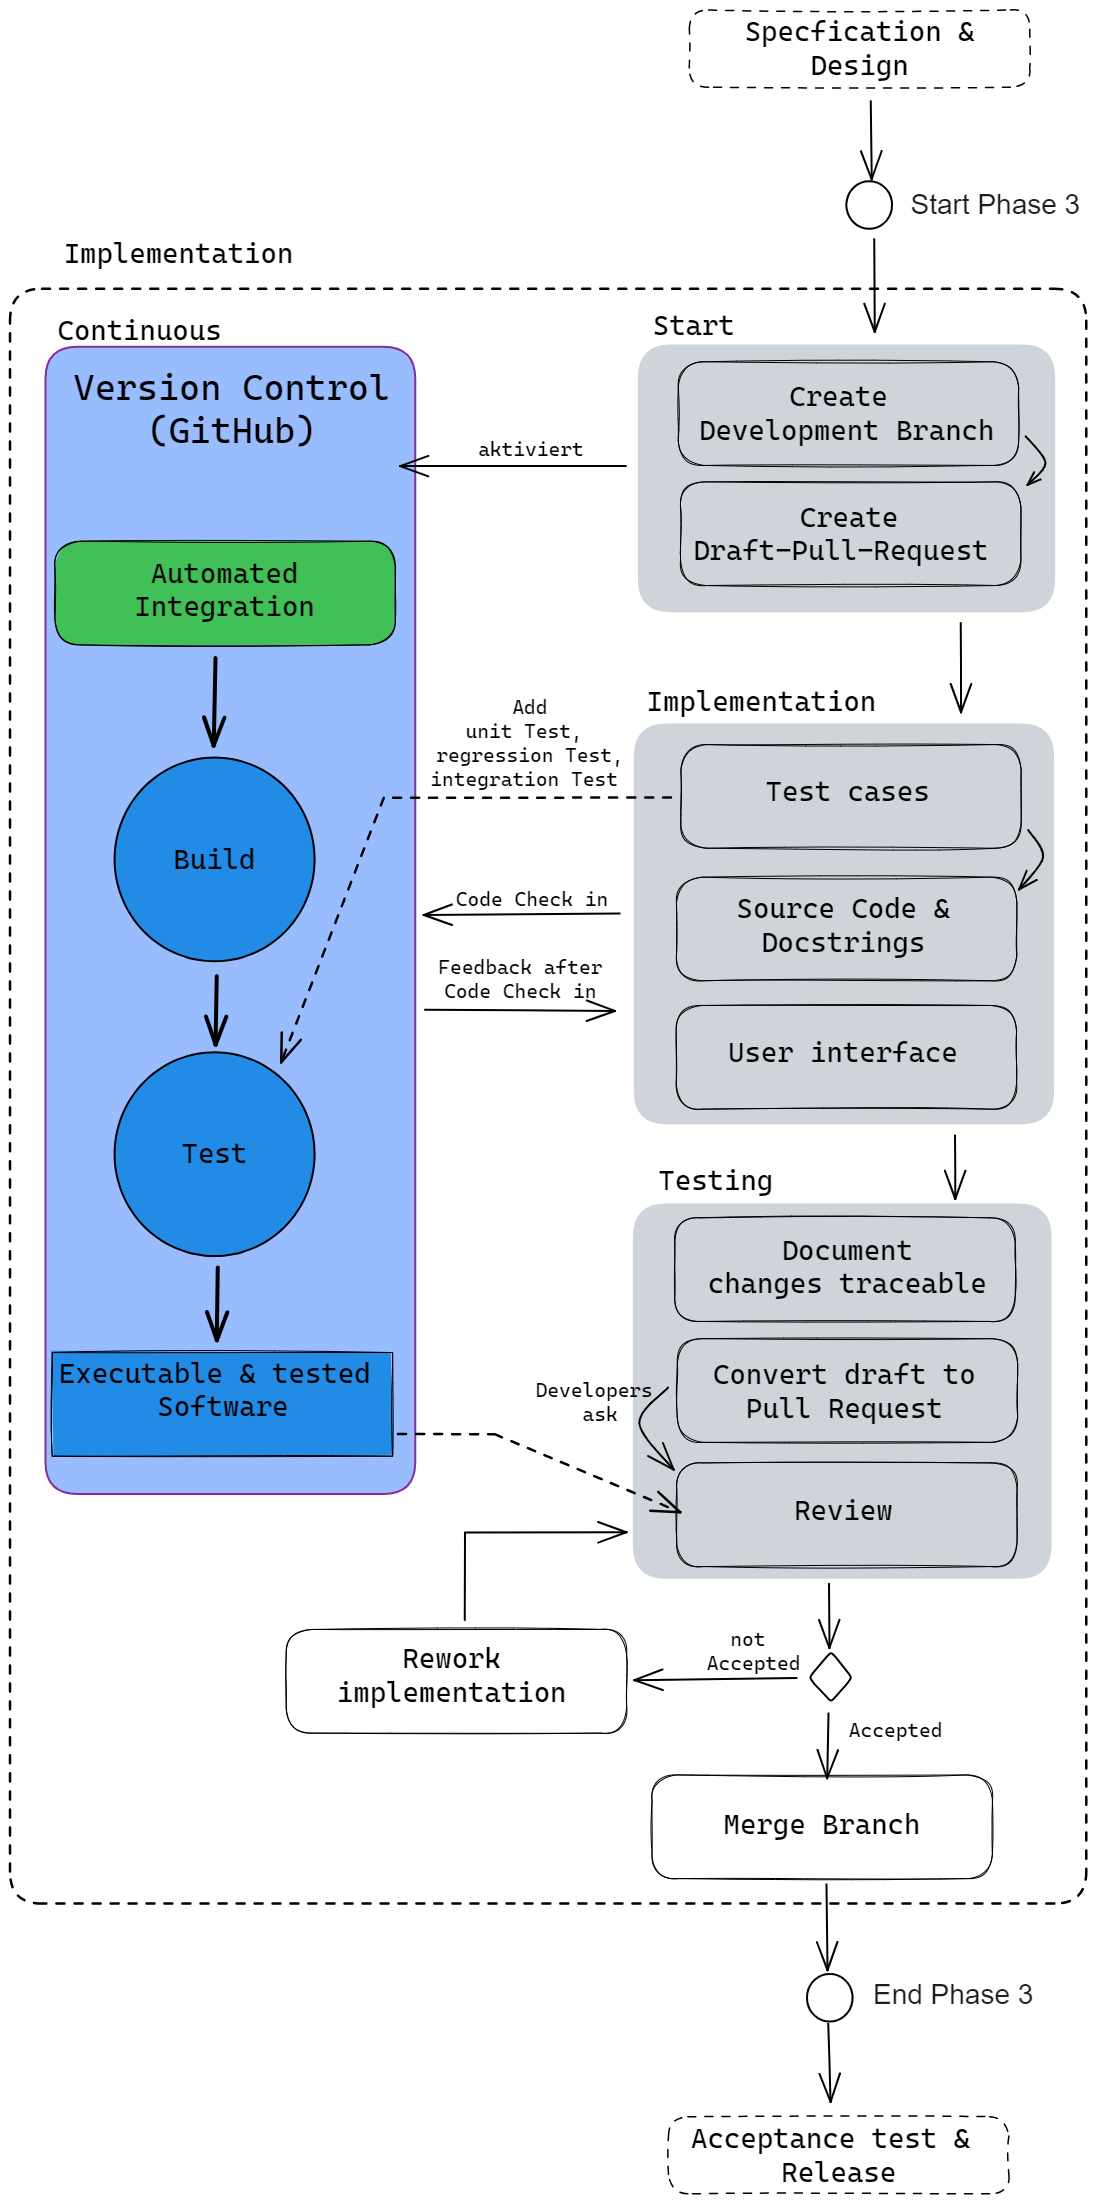 Specfication &
Design
Start Phase 3
Implementation
Continuous
Version Control
(GitHub)
Start
Create
Development Branch
aktiviert
Create
Draft-Pull-Request
Automated
Integration
Implementation
Add
unit Test,
regression Test,
integration Test
Test cases
Build
Code Check in
Source Code &
Docstrings
Feedback after
Code Check in
User interface
Test
Testing
Document
changes traceable
Executable & tested
Software
Developers
ask
Convert draft to
Pull Request
Review
not
Accepted
Rework
implementation
Accepted
Merge Branch
End Phase 3
Acceptance test &
Release